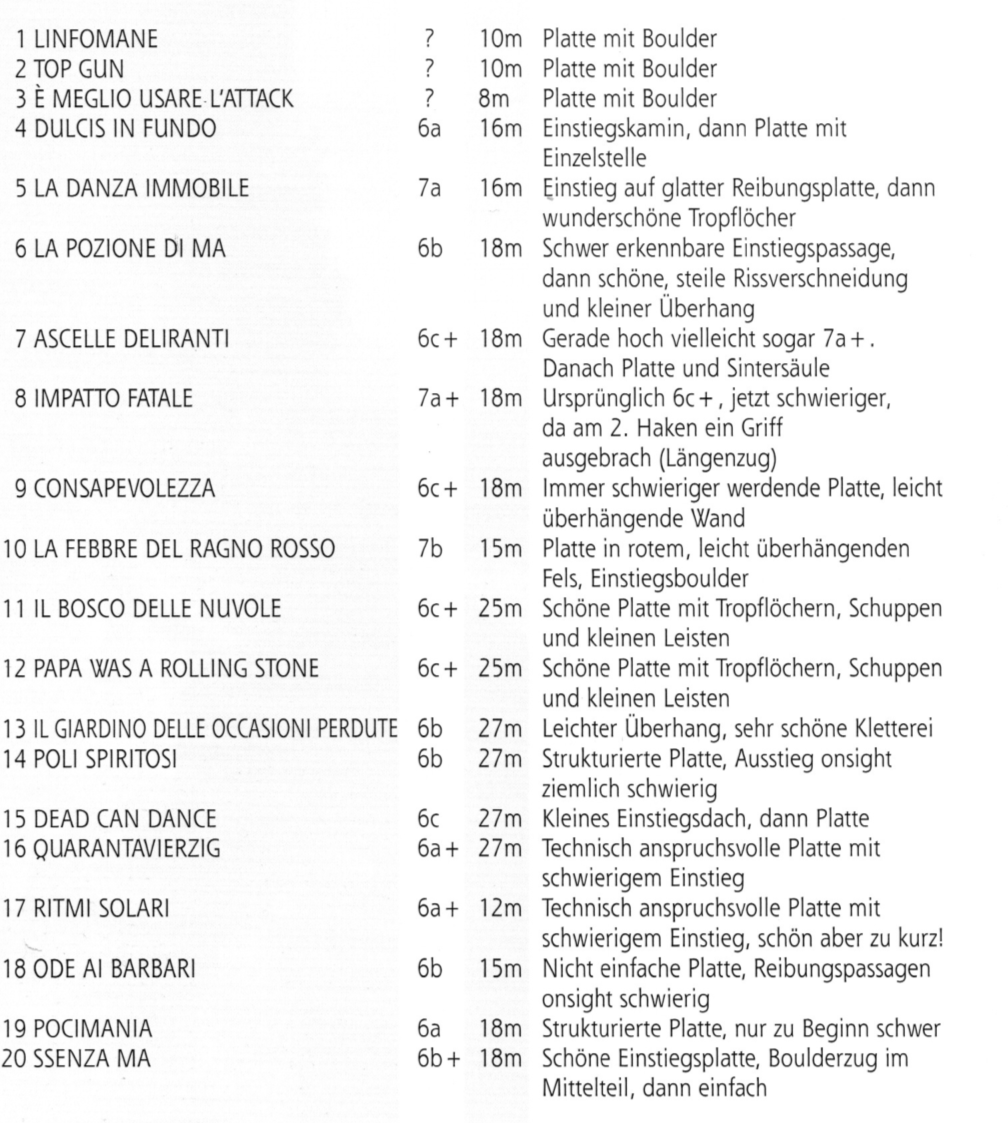 1 LINFOMANE ? 10m Platte mit Boulder
2 TOP GUN ? 10m Platte mit Boulder
3 È MEGLIO USARE L'ATTACK ? 8m Platte mit Boulder
4 DULCIS IN FUNDO 6a 16m Einstiegskamin, dann Platte mit
Einzelstelle
5 LA DANZA IMMOBILE 7a 16m Einstieg auf glatter Reibungsplatte, dann
wunderschöne Tropflöcher
6 LA POZIONE DI MA 6b 18m Schwer erkennbare Einstiegspassage,
dann schöne, steile Rissverschneidung
und kleiner Überhang
7 ASCELLE DELIRANTI 6c+ 18m Gerade hoch vielleicht sogar 7a+.
Danach Platte und Sintersäule
8 IMPATTO FATALE 7a+ 18m Ursprünglich 6c+, jetzt schwieriger,
da am 2. Haken ein Griff
ausgebrach (Längenzug)
9 CONSAPEVOLEZZA 6c+ 18m Immer schwieriger werdende Platte, leicht
überhängende Wand
10 LA FEBBRE DEL RAGNO ROSSO 7b 15m Platte in rotem, leicht überhängenden
Fels, Einstiegsboulder
11 IL BOSCO DELLE NUVOLE 6c+ 25m Schöne Platte mit Tropflöchern, Schuppen
und kleinen Leisten
12 PAPA WAS A ROLLING STONE 6c+ 25m Schöne Platte mit Tropflöchern, Schuppen
und kleinen Leisten
13 IL GIARDINO DELLE OCCASIONI PERDUTE 6b 27m Leichter Überhang, sehr schöne Kletterei
14 POLI SPIRITOSI 6b 27m Strukturierte Platte, Ausstieg onsight
ziemlich schwierig
15 DEAD CAN DANCE 6c 27m Kleines Einstiegsdach, dann Platte
16 QUARANTAVIERZIG 6a+ 27m Technisch anspruchsvolle Platte mit
schwierigem Einstieg
17 RITMI SOLARI 6a+ 12m Technisch anspruchsvolle Platte mit
schwierigem Einstieg, schön aber zu kurz!
18 ODE AI BARBARI 6b 15m Nicht einfache Platte, Reibungspassagen
onsight schwierig
19 POCIMANIA 6a 18m Strukturierte Platte, nur zu Beginn schwer
20 SSENZA MA 6b+ 18m Schöne Einstiegsplatte, Boulderzug im
Mittelteil, dann einfach